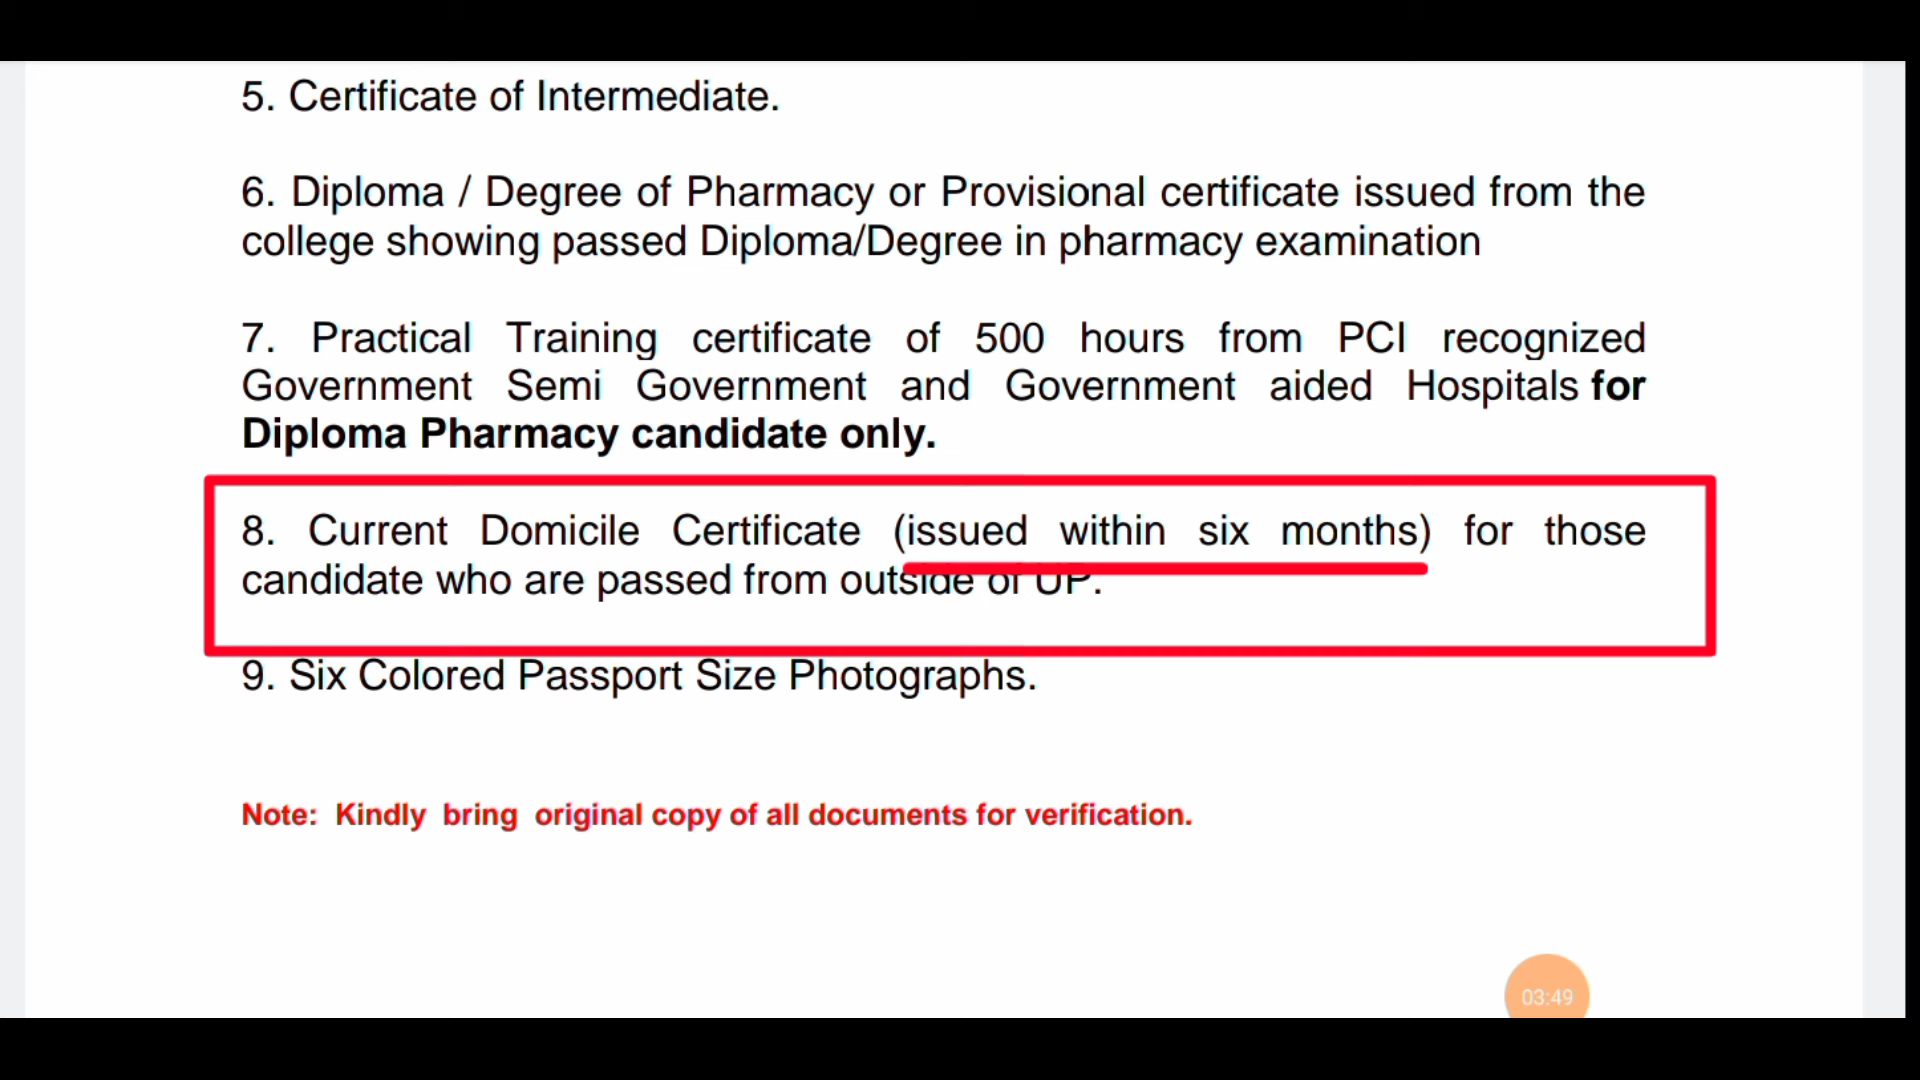 5. Certificate of Intermediate.
6. Diploma / Degree of Pharmacy or Provisional certificate issued from the
college showing passed Diploma/Degree in pharmacy examination
7. Practical Training certificate of 500 hours from PCI recognized
Government Semi Government and Government aided Hospitals for
Diploma Pharmacy candidate only.
8. Current Domicile Certificate (issued within six months) for those
candidate who are passed from outside of UP.
9. Six Colored Passport Size Photographs.
Note: Kindly bring original copy of all documents for verification.
03:49